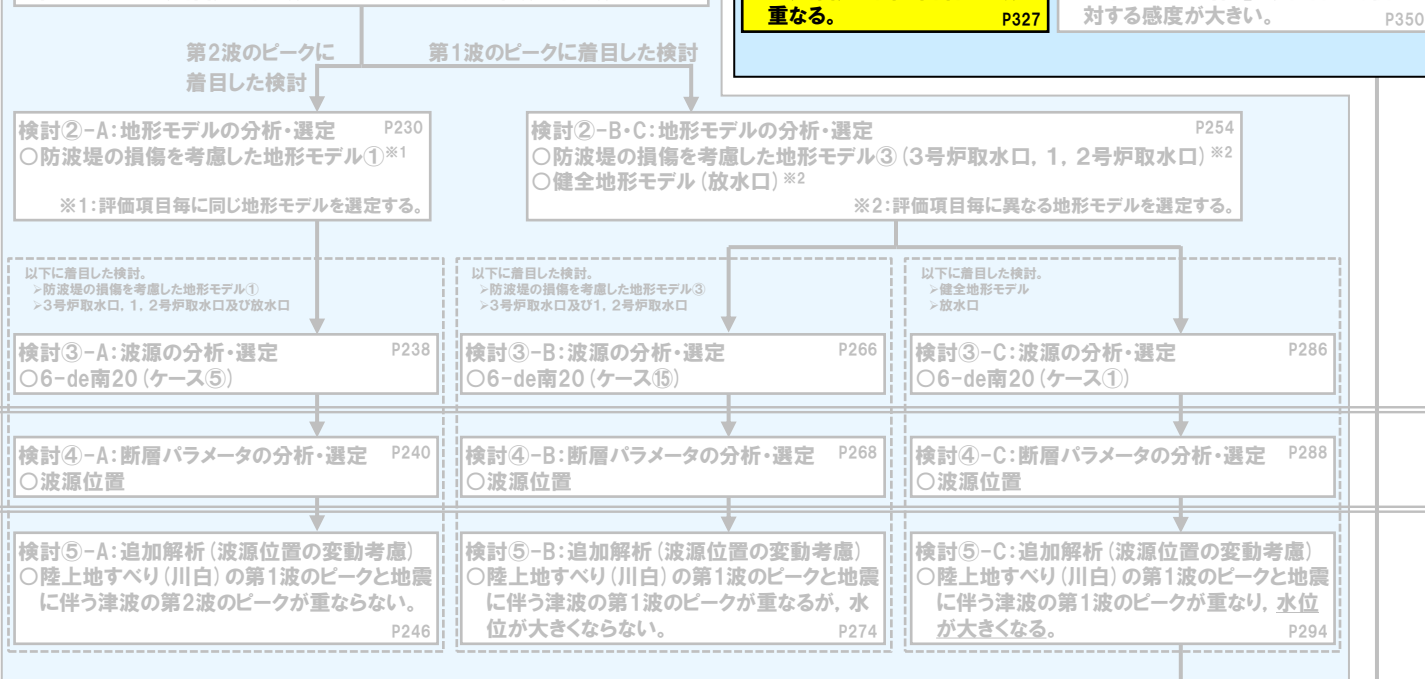 重なる。 P327
対する感度が大きい。 P350
第2波のピークに
着目した検討
第1波のピークに着目した検討
検討②-A:地形モデルの分析・選定 P230
○防波堤の損傷を考慮した地形モデル①※1
※1:評価項目毎に同じ地形モデルを選定する。
検討②-B・C:地形モデルの分析・選定 P254
○防波堤の損傷を考慮した地形モデル③(3号炉取水口, 1, 2号炉取水口)※2
○健全地形モデル(放水口)※2
※2:評価項目毎に異なる地形モデルを選定する。
以下に着目した検討。
➢防波堤の損傷を考慮した地形モデル①
➢3号炉取水口, 1, 2号炉取水口及び放水口
検討③-A:波源の分析・選定 P238
○6-de南20(ケース⑤)
検討④-A:断層パラメータの分析・選定 P240
○波源位置
検討⑤-A:追加解析(波源位置の変動考慮)
○陸上地すべり(川白)の第1波のピークと地震
に伴う津波の第2波のピークが重ならない。
P246
以下に着目した検討。
➢防波堤の損傷を考慮した地形モデル③
➢3号炉取水口及び1, 2号炉取水口
検討③-B:波源の分析・選定 P266
○6-de南20(ケース⑮)
検討④-B:断層パラメータの分析・選定 P268
○波源位置
検討⑤-B:追加解析(波源位置の変動考慮)
○陸上地すべり(川白)の第1波のピークと地震
に伴う津波の第1波のピークが重なるが, 水
位が大きくならない。 P274
以下に着目した検討。
➢健全地形モデル
➢放水口
検討③-C:波源の分析・選定 P286
○6-de南20(ケース①)
検討④-C:断層パラメータの分析・選定 P288
○波源位置
検討⑤-C:追加解析(波源位置の変動考慮)
○陸上地すべり(川白)の第1波のピークと地震
に伴う津波の第1波のピークが重なり, 水位
が大きくなる。 P294